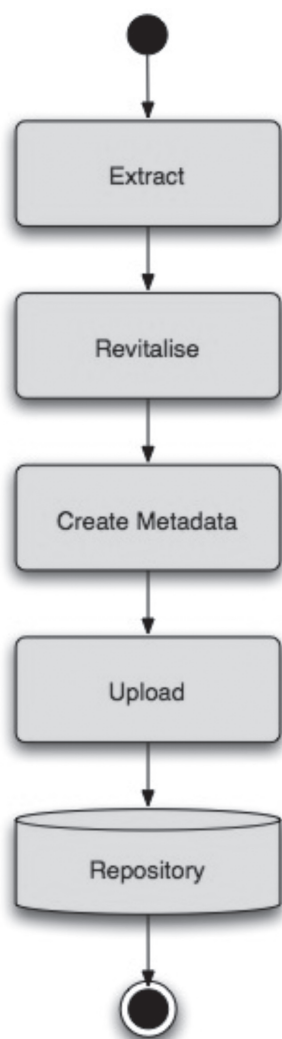 Extract
Revitalise
Create Metadata
Upload
Repository